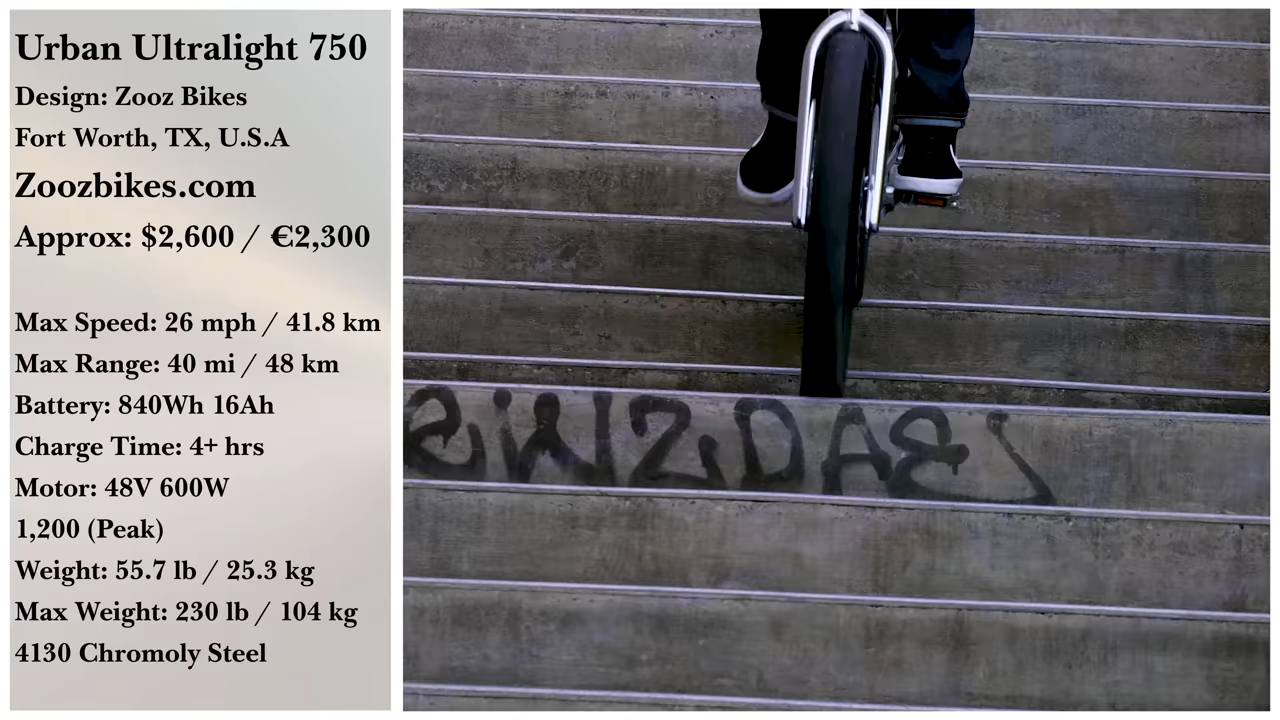 Urban Ultralight 750
Design: Zooz Bikes
Fort Worth, TX, U.S.A
Zoozbikes.com
Approx: $2,600 / €2,300
Max Speed: 26 mph / 41.8 km
Max Range: 40 mi / 48 km
Battery: 840Wh 16Ah
Charge Time: 4+ hrs
Motor: 48V 600W
1,200 (Peak)
Weight: 55.7 lb / 25.3 kg
Max Weight: 230 lb / 104 kg
4130 Chromoly Steel